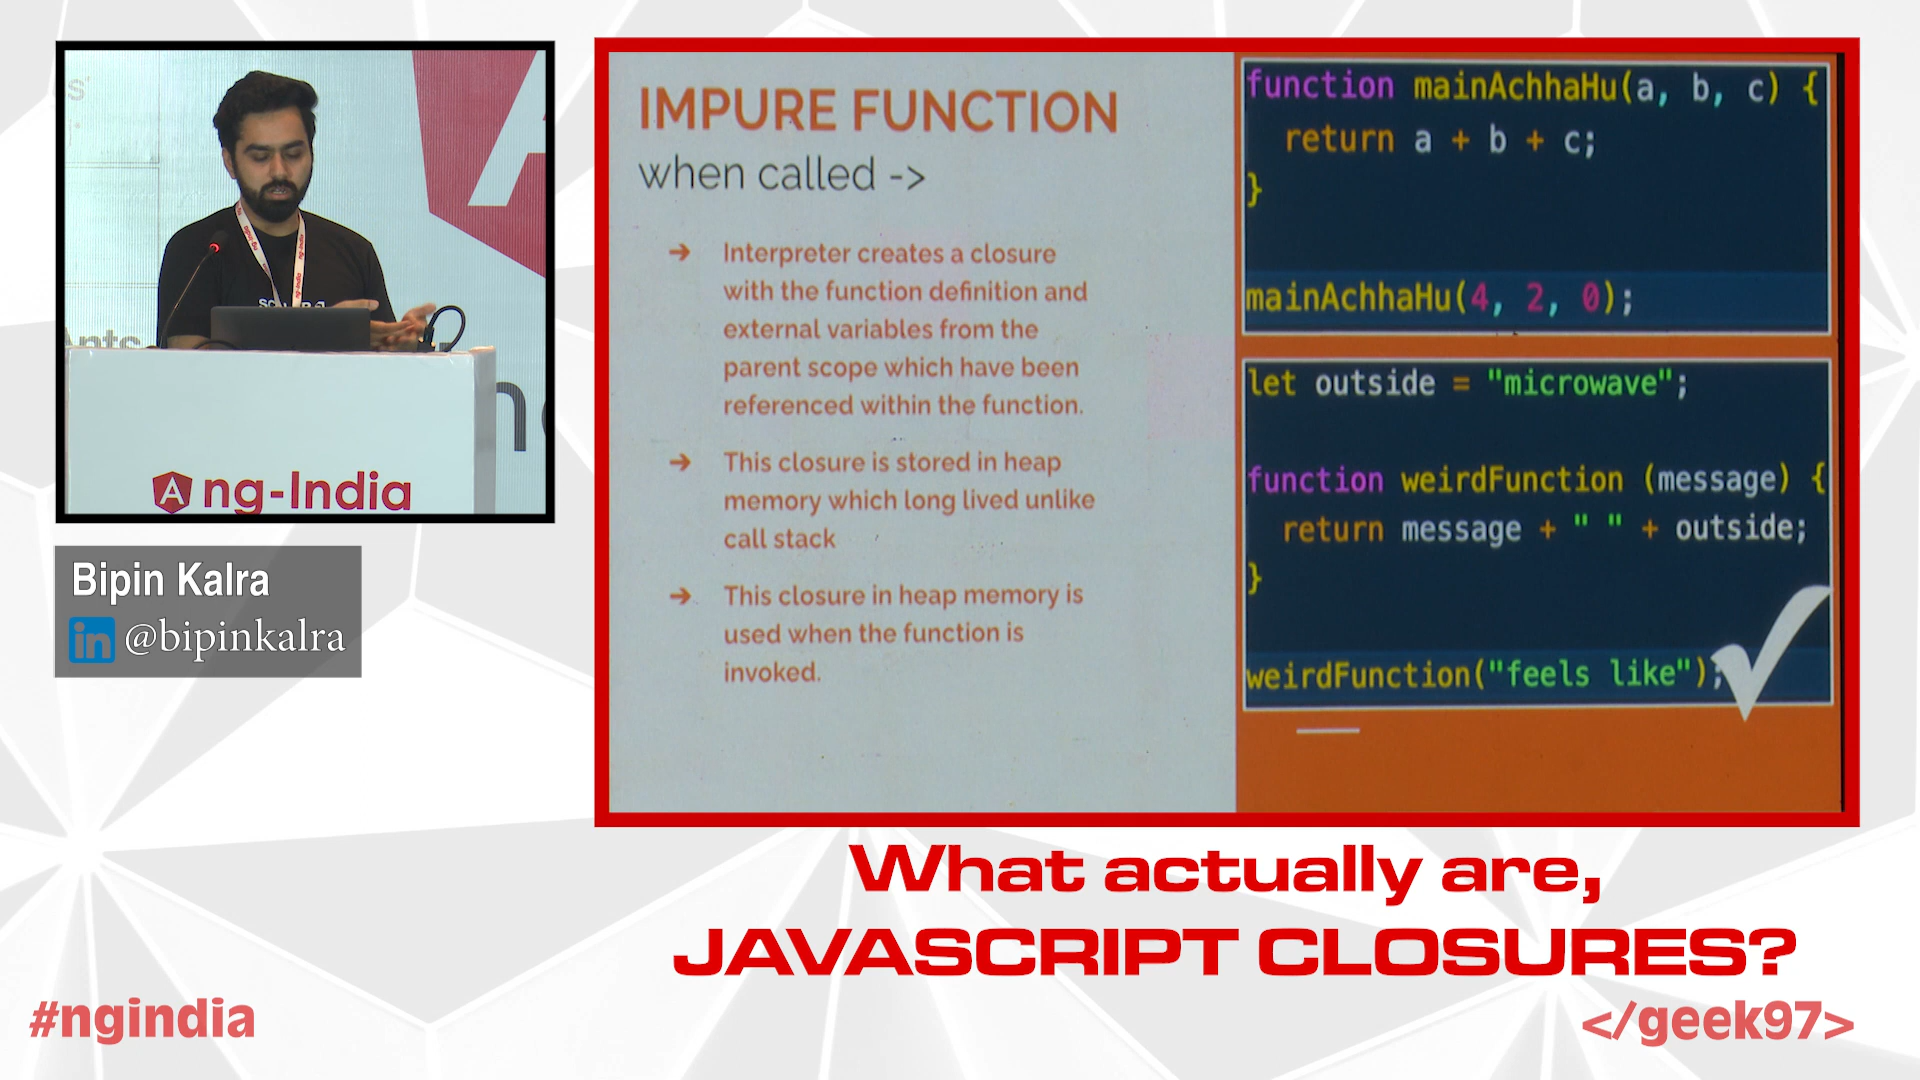 IMPURE FUNCTION
when called ->
➔ Interpreter creates a closure
with the function definition and
external variables from the
parent scope which have been
referenced within the function.
➔ This closure is stored in heap
memory which long lived unlike
call stack
➔ This closure in heap memory is
used when the function is
invoked.
function mainAchhaHu(a, b, c) {
return a + b + c;
}
mainAchhaHu(4, 2, 0);
let outside = "microwave";
function weirdFunction (message) {
return message + " " + outside;
}
weirdFunction("feels like");
ng-India
Bipin Kalra
in @bipinkalra
What actually are,
JAVASCRIPT CLOSURES?
#ngindia
</geek97>